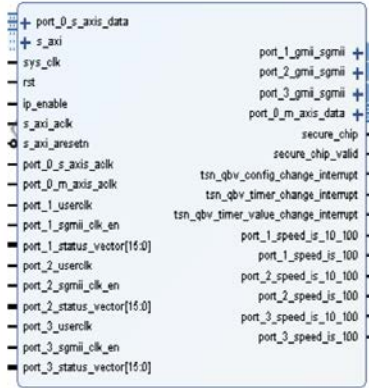 port_0_s_axis_data
s_axi
sys_clk
rst
ip_enable
s_axi_aclk
s_axi_aresetn
port_0_s_axis_aclk
port_0_m_axis_aclk
port_1_userclk
port_1_sgmii_clk_en
port_1_status_vector[15:0]
port_2_userclk
port_2_sgmii_clk_en
port_2_status_vector[15:0]
port_3_userclk
port_3_sgmii_clk_en
port_3_status_vector[15:0]
port_1_gmii_sgmii
port_2_gmii_sgmii
port_3_gmii_sgmii
port_0_m_axis_data
secure_chip
secure_chip_valid
tsn_qbv_config_change_interrupt
tsn_qbv_timer_change_interrupt
tsn_qbv_timer_value_change_interrupt
port_1_speed_is_10_100
port_1_speed_is_100
port_2_speed_is_10_100
port_2_speed_is_100
port_3_speed_is_10_100
port_3_speed_is_100